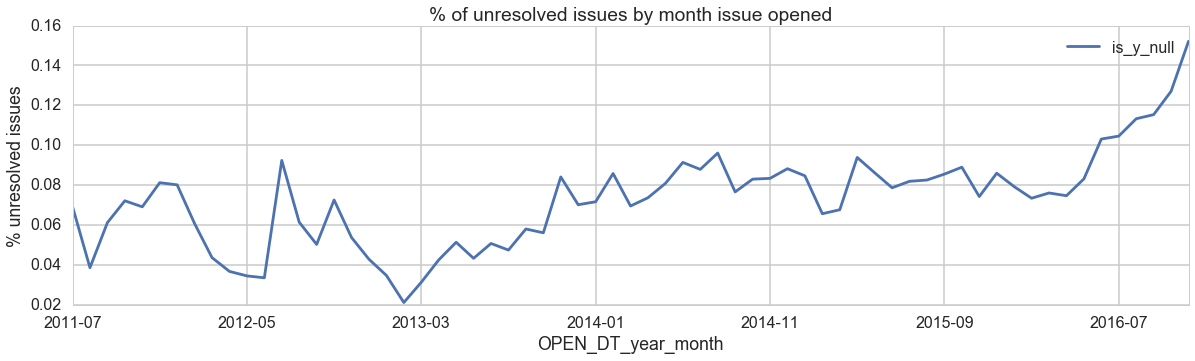 % of unresolved issues by month issue opened
is_y_null
% unresolved issues
0.16
0.14
0.12
0.10
0.08
0.06
0.04
0.02
2011-07 2012-05 2013-03 2014-01 2014-11 2015-09 2016-07
OPEN_DT_year_month